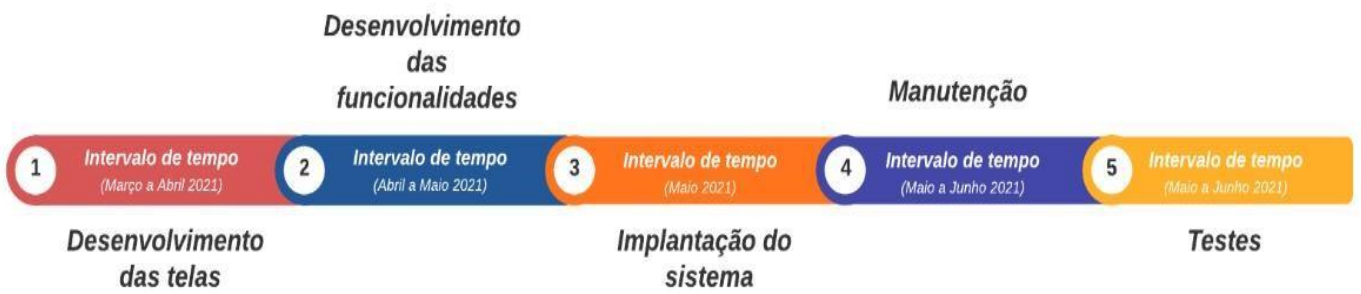 Desenvolvimento
das
funcionalidades
Manutenção
1
Intervalo de tempo
(Março a Abril 2021)
2
Intervalo de tempo
(Abril a Maio 2021)
3
Intervalo de tempo
(Maio 2021)
4
Intervalo de tempo
(Maio a Junho 2021)
5
Intervalo de tempo
(Maio a Junho 2021)
Desenvolvimento
das telas
Implantação do
sistema
Testes